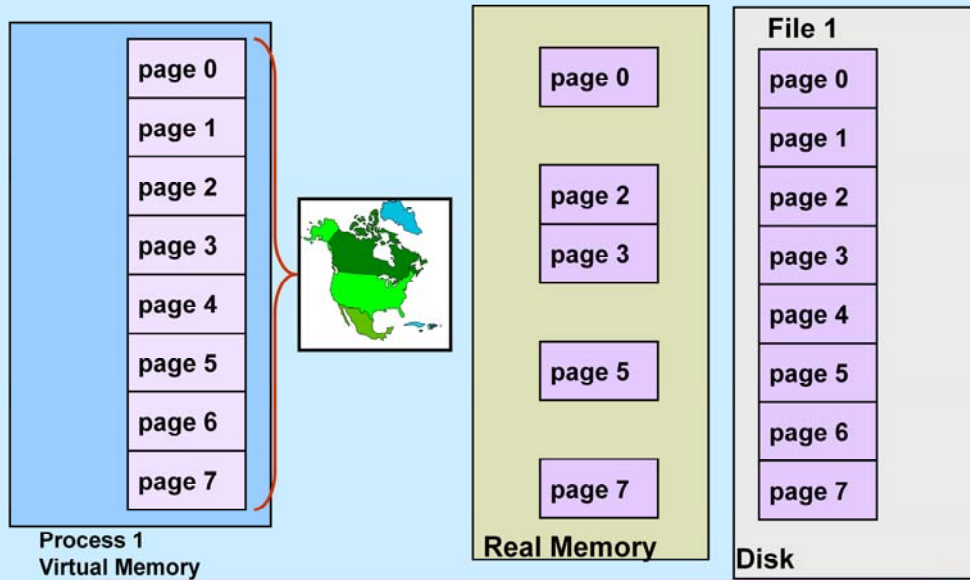 page 0
page 1
page 2
page 3
page 4
page 5
page 6
page 7
Process 1
Virtual Memory
page 0
page 2
page 3
page 5
page 7
Real Memory
File 1
page 0
page 1
page 2
page 3
page 4
page 5
page 6
page 7
Disk